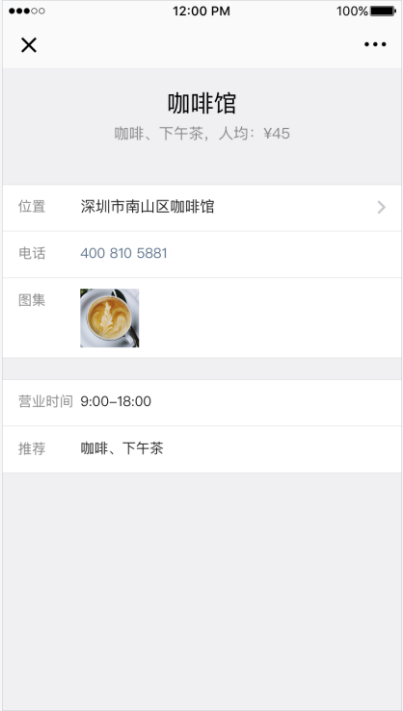 12:00 PM 100%
咖啡馆
咖啡、下午茶，人均：¥45
位置 深圳市南山区咖啡馆
电话 400 810 5881
图集
营业时间 9:00–18:00
推荐 咖啡、下午茶